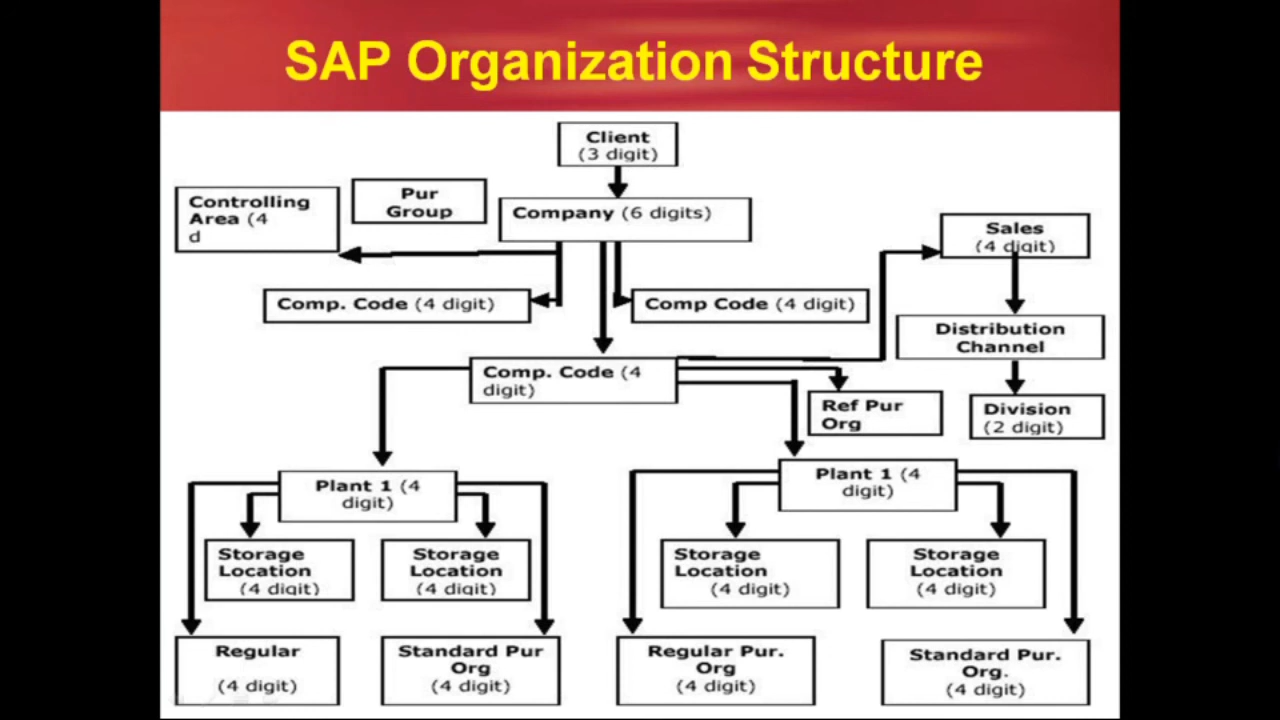 SAP Organization Structure
Client
(3 digit)
Controlling
Area (4
d
Pur
Group
Company (6 digits)
Sales
(4 digit)
Comp. Code (4 digit)
Comp Code (4 digit)
Distribution
Channel
Comp. Code (4
digit)
Ref Pur
Org
Division
(2 digit)
Plant 1 (4
digit)
Plant 1 (4
digit)
Storage
Location
(4 digit)
Storage
Location
(4 digit)
Storage
Location
(4 digit)
Storage
Location
(4 digit)
Regular
(4 digit)
Standard Pur
Org
(4 digit)
Regular Pur.
Org
(4 digit)
Standard Pur.
Org.
(4 digit)